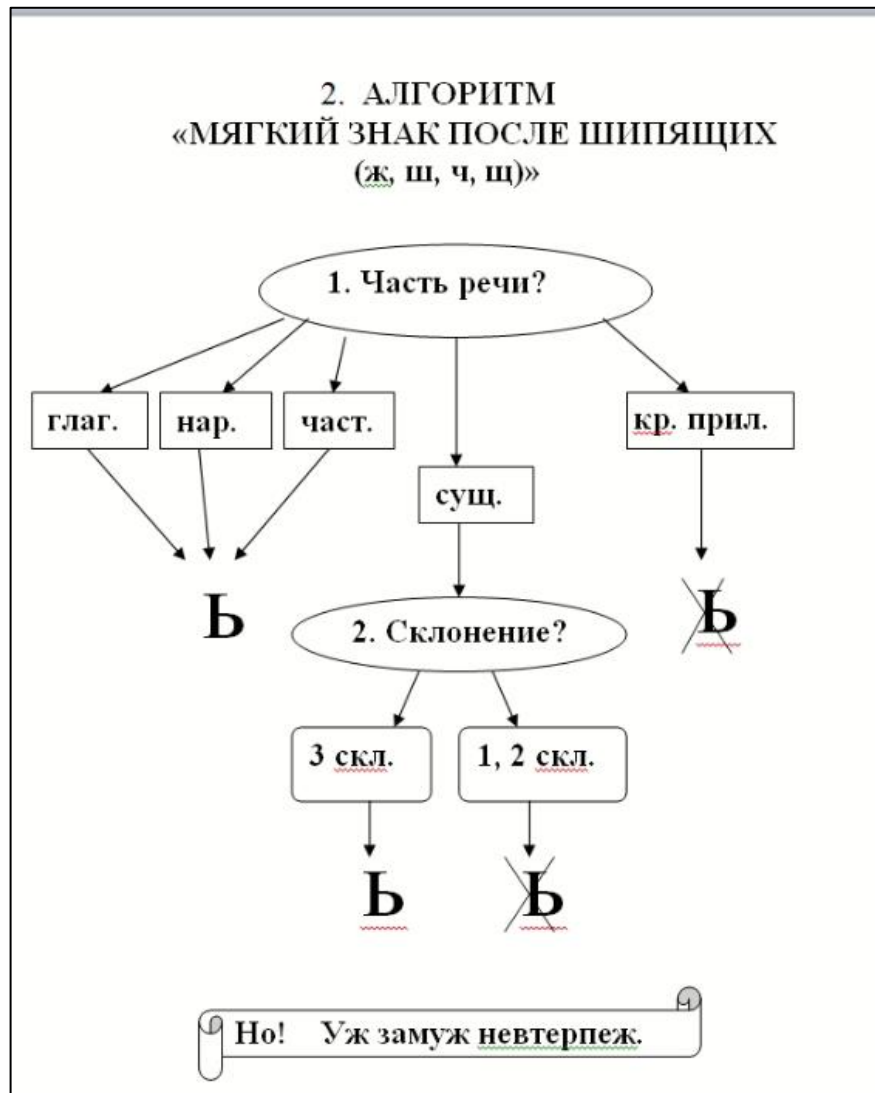 2. АЛГОРИТМ
«МЯГКИЙ ЗНАК ПОСЛЕ ШИПЯЩИХ
(ж, ш, ч, щ)»
1. Часть речи?
глаг.
нар.
част.
кр. прил.
сущ.
Ь
Ь
2. Склонение?
3 скл.
1, 2 скл.
Ь
Ь
Но! Уж замуж невтерпеж.